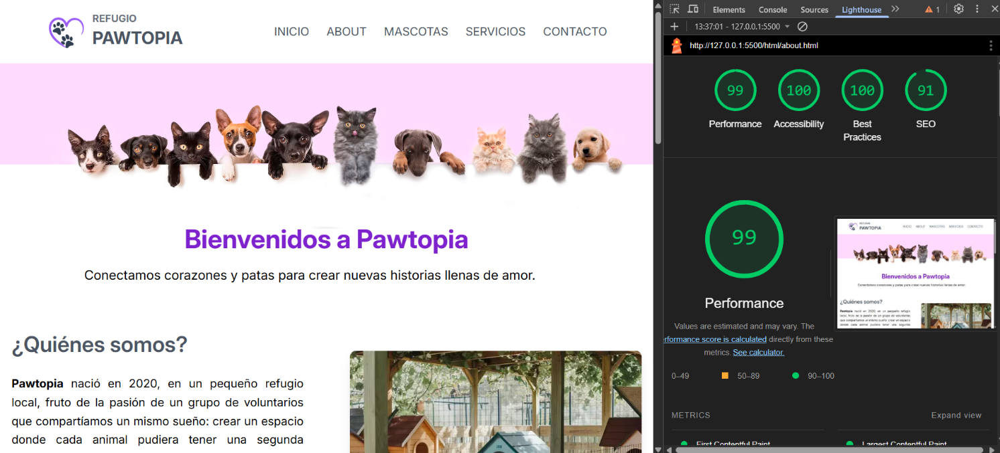 REFUGIO
PAWTOPIA
INICIO ABOUT MASCOTAS SERVICIOS CONTACTO
Bienvenidos a Pawtopia
Conectamos corazones y patas para crear nuevas historias llenas de amor.
¿Quiénes somos?
Pawtopia nació en 2020, en un pequeño refugio
local, fruto de la pasión de un grupo de voluntarios
que compartíamos un mismo sueño: crear un espacio
donde cada animal pudiera tener una segunda
Elements Console Sources Lighthouse 1
13:37:01 - 127.0.0.1:5500
http://127.0.0.1:5500/html/about.html
99 100 100 91
Performance Accessibility Best Practices SEO
99
Performance
Values are estimated and may vary. The
rformance score is calculated directly from these
metrics. See calculator.
0–49 50–89 90–100
REFUGIO
PAWTOPIA
INICIO ABOUT MASCOTAS SERVICIOS CONTACTO
Bienvenidos a Pawtopia
Conectamos corazones y patas para crear nuevas historias llenas de amor.
¿Quiénes somos?
Pawtopia nació en 2020, en un pequeño refugio
local, fruto de la pasión de un grupo de voluntarios
que compartíamos un mismo sueño: crear un espacio
donde cada animal pudiera tener una segunda
METRICS Expand view
First Contentful Paint Largest Contentful Paint